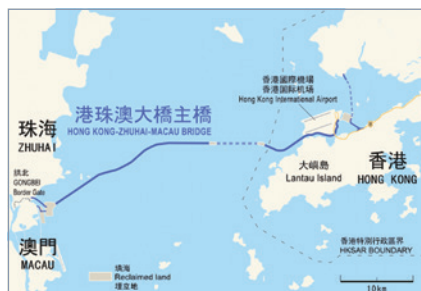 香港國際機場
香港国际机场
Hong Kong International Airport
港珠澳大橋主橋
HONG KONG-ZHUHAI-MACAU BRIDGE
珠海
ZHUHAI
大嶼島
Lantau Island
香港
HONG KONG
拱北
GONGBEI
Border Gate
澳門
MACAU
填海
Reclaimed land
埋立地
香港特別行政區界
HKSAR BOUNDARY
10km